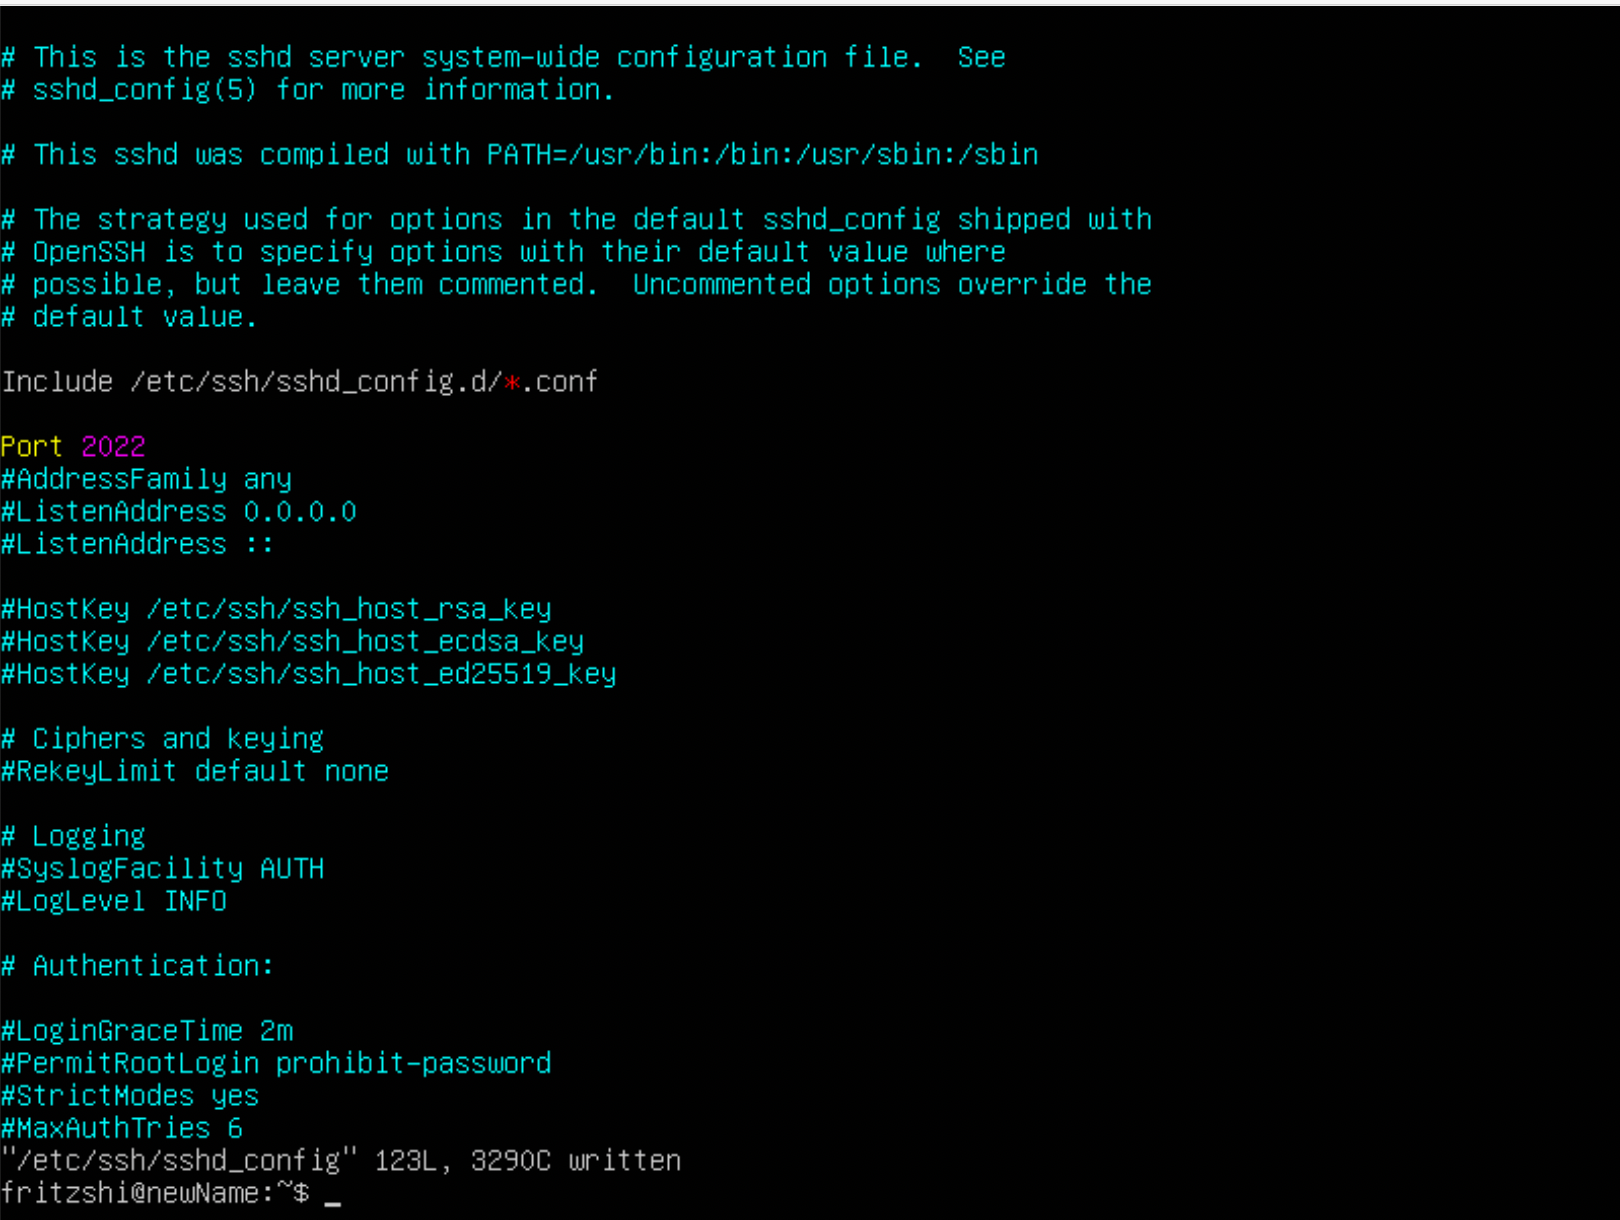 # This is the sshd server system-wide configuration file.  See
# sshd_config(5) for more information.
# This sshd was compiled with PATH=/usr/bin:/bin:/usr/sbin:/sbin
# The strategy used for options in the default sshd_config shipped with
# OpenSSH is to specify options with their default value where
# possible, but leave them commented.  Uncommented options override the
# default value.
Include /etc/ssh/sshd_config.d/*.conf
Port 2022
#AddressFamily any
#ListenAddress 0.0.0.0
#ListenAddress ::
#HostKey /etc/ssh/ssh_host_rsa_key
#HostKey /etc/ssh/ssh_host_ecdsa_key
#HostKey /etc/ssh/ssh_host_ed25519_key
# Ciphers and keying
#RekeyLimit default none
# Logging
#SyslogFacility AUTH
#LogLevel INFO
# Authentication:
#LoginGraceTime 2m
#PermitRootLogin prohibit-password
#StrictModes yes
#MaxAuthTries 6
"/etc/ssh/sshd_config" 123L, 3290C written
fritzshi@newName:~$ _